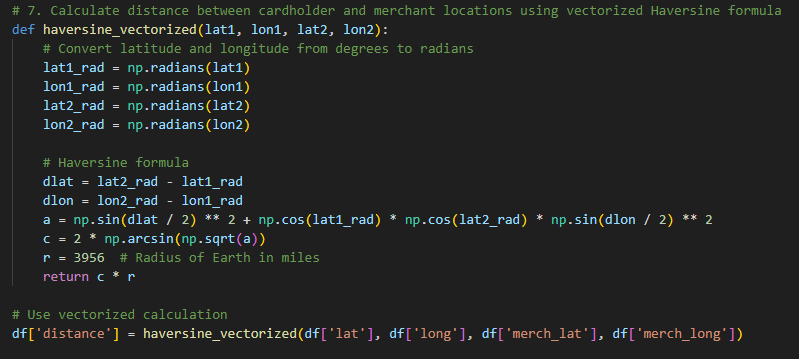 # 7. Calculate distance between cardholder and merchant locations using vectorized Haversine formula
def haversine_vectorized(lat1, lon1, lat2, lon2):
    # Convert latitude and longitude from degrees to radians
    lat1_rad = np.radians(lat1)
    lon1_rad = np.radians(lon1)
    lat2_rad = np.radians(lat2)
    lon2_rad = np.radians(lon2)

    # Haversine formula
    dlat = lat2_rad - lat1_rad
    dlon = lon2_rad - lon1_rad
    a = np.sin(dlat / 2) ** 2 + np.cos(lat1_rad) * np.cos(lat2_rad) * np.sin(dlon / 2) ** 2
    c = 2 * np.arcsin(np.sqrt(a))
    r = 3956  # Radius of Earth in miles
    return c * r

# Use vectorized calculation
df['distance'] = haversine_vectorized(df['lat'], df['long'], df['merch_lat'], df['merch_long'])